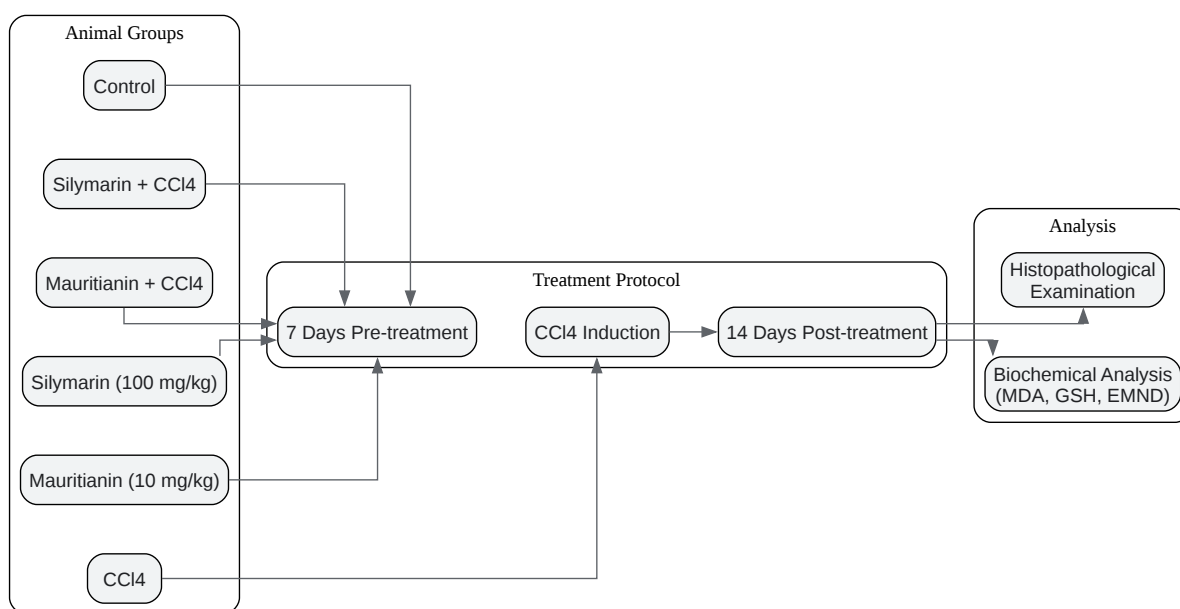 Animal Groups
Control
Silymarin + CCl4
Mauritianin + CCl4
Silymarin (100 mg/kg)
Mauritianin (10 mg/kg)
CCl4
Treatment Protocol
7 Days Pre-treatment
CCl4 Induction
14 Days Post-treatment
Analysis
Histopathological
Examination
Biochemical Analysis
(MDA, GSH, EMND)